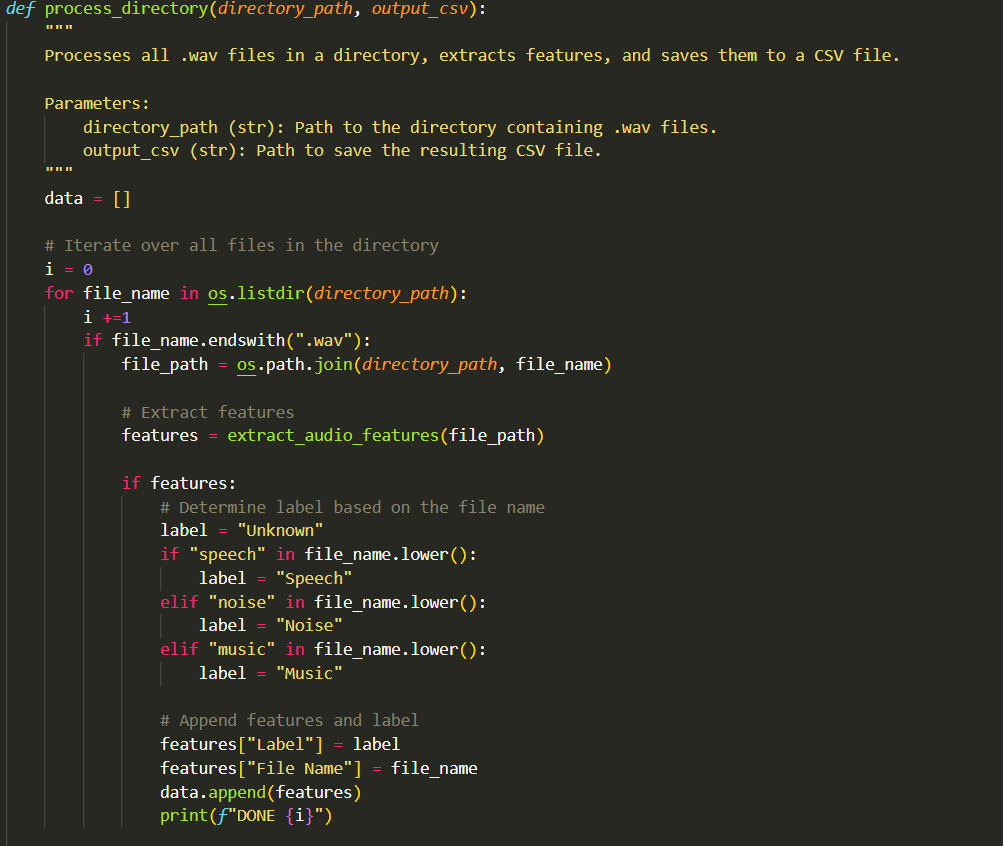 def process_directory(directory_path, output_csv):
    """
    Processes all .wav files in a directory, extracts features, and saves them to a CSV file.

    Parameters:
        directory_path (str): Path to the directory containing .wav files.
        output_csv (str): Path to save the resulting CSV file.
    """
    data = []

    # Iterate over all files in the directory
    i = 0
    for file_name in os.listdir(directory_path):
        i +=1
        if file_name.endswith(".wav"):
            file_path = os.path.join(directory_path, file_name)

            # Extract features
            features = extract_audio_features(file_path)

            if features:
                # Determine label based on the file name
                label = "Unknown"
                if "speech" in file_name.lower():
                    label = "Speech"
                elif "noise" in file_name.lower():
                    label = "Noise"
                elif "music" in file_name.lower():
                    label = "Music"

                # Append features and label
                features["Label"] = label
                features["File Name"] = file_name
                data.append(features)
                print(f"DONE {i}")